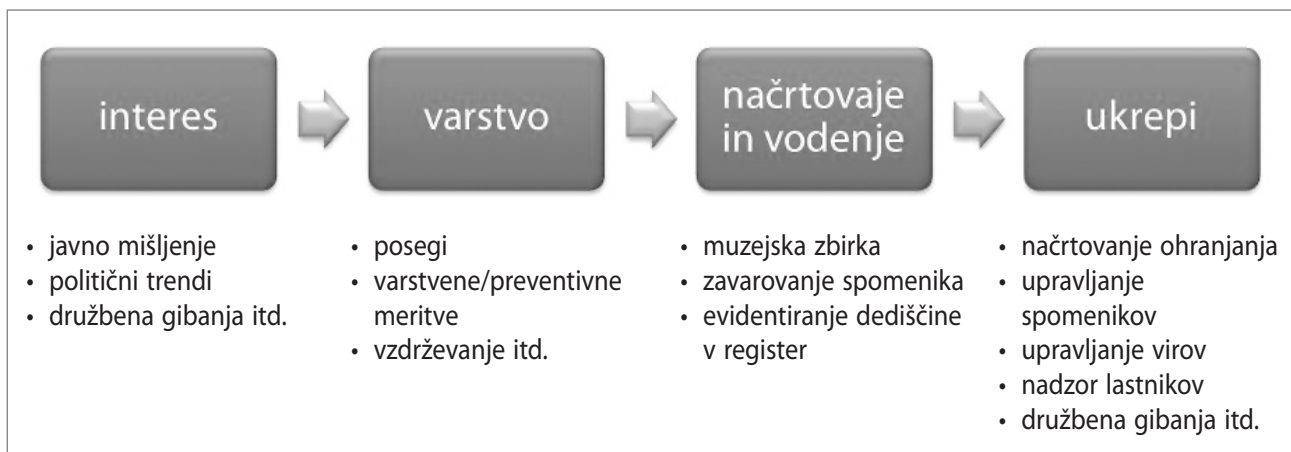 interes
varstvo
načrtovaje
in vodenje
ukrepi
• javno mišljenje
• politični trendi
• družbena gibanja itd.
• posegi
• varstvene/preventivne
meritve
• vzdrževanje itd.
• muzejska zbirka
• zavarovanje spomenika
• evidentiranje dediščine
v register
• načrtovanje ohranjanja
• upravljanje
spomenikov
• upravljanje virov
• nadzor lastnikov
• družbena gibanja itd.